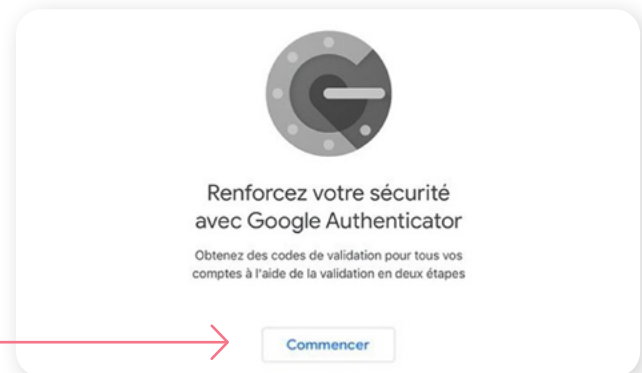 Renforcez votre sécurité
avec Google Authenticator
Obtenez des codes de validation pour tous vos
comptes à l'aide de la validation en deux étapes
Commencer